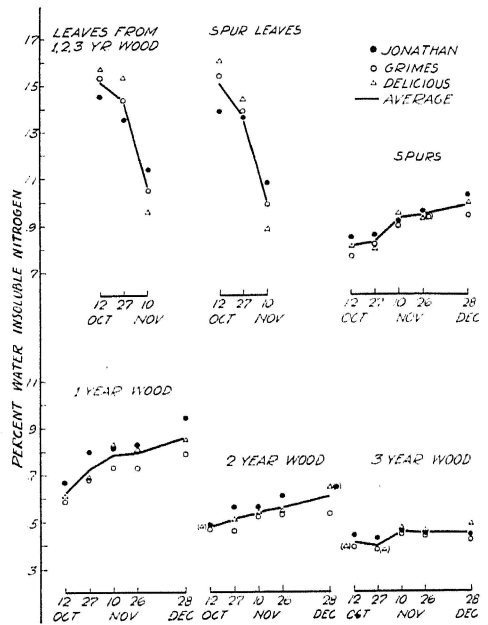 PERCENT WATER INSOLUBLE NITROGEN
LEAVES FROM
1,2,3 YR WOOD
17
15
13
11
9
7
12 27 10
OCT NOV
SPUR LEAVES
12 27 10
OCT NOV
JONATHAN
GRIMES
DELICIOUS
AVERAGE
SPURS
12 27 10 26 28
OCT NOV DEC
1 YEAR WOOD
11
9
7
5
3
12 27 10 26 28
OCT NOV DEC
2 YEAR WOOD
12 27 10 26 28
OCT NOV DEC
3 YEAR WOOD
12 27 10 26 28
OCT NOV DEC